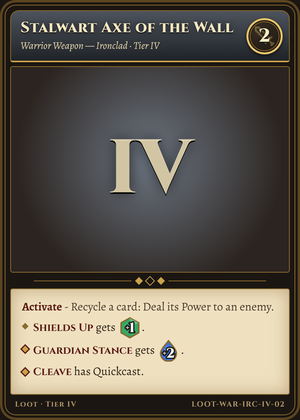 Stalwart Axe of the Wall
2
Warrior Weapon — Ironclad · Tier IV
IV
Activate - Recycle a card: Deal its Power to an enemy.
Shields Up gets +1 .
Guardian Stance gets +2 .
Cleave has Quickcast.
Loot · Tier IV
LOOT-WAR-IRC-IV-02